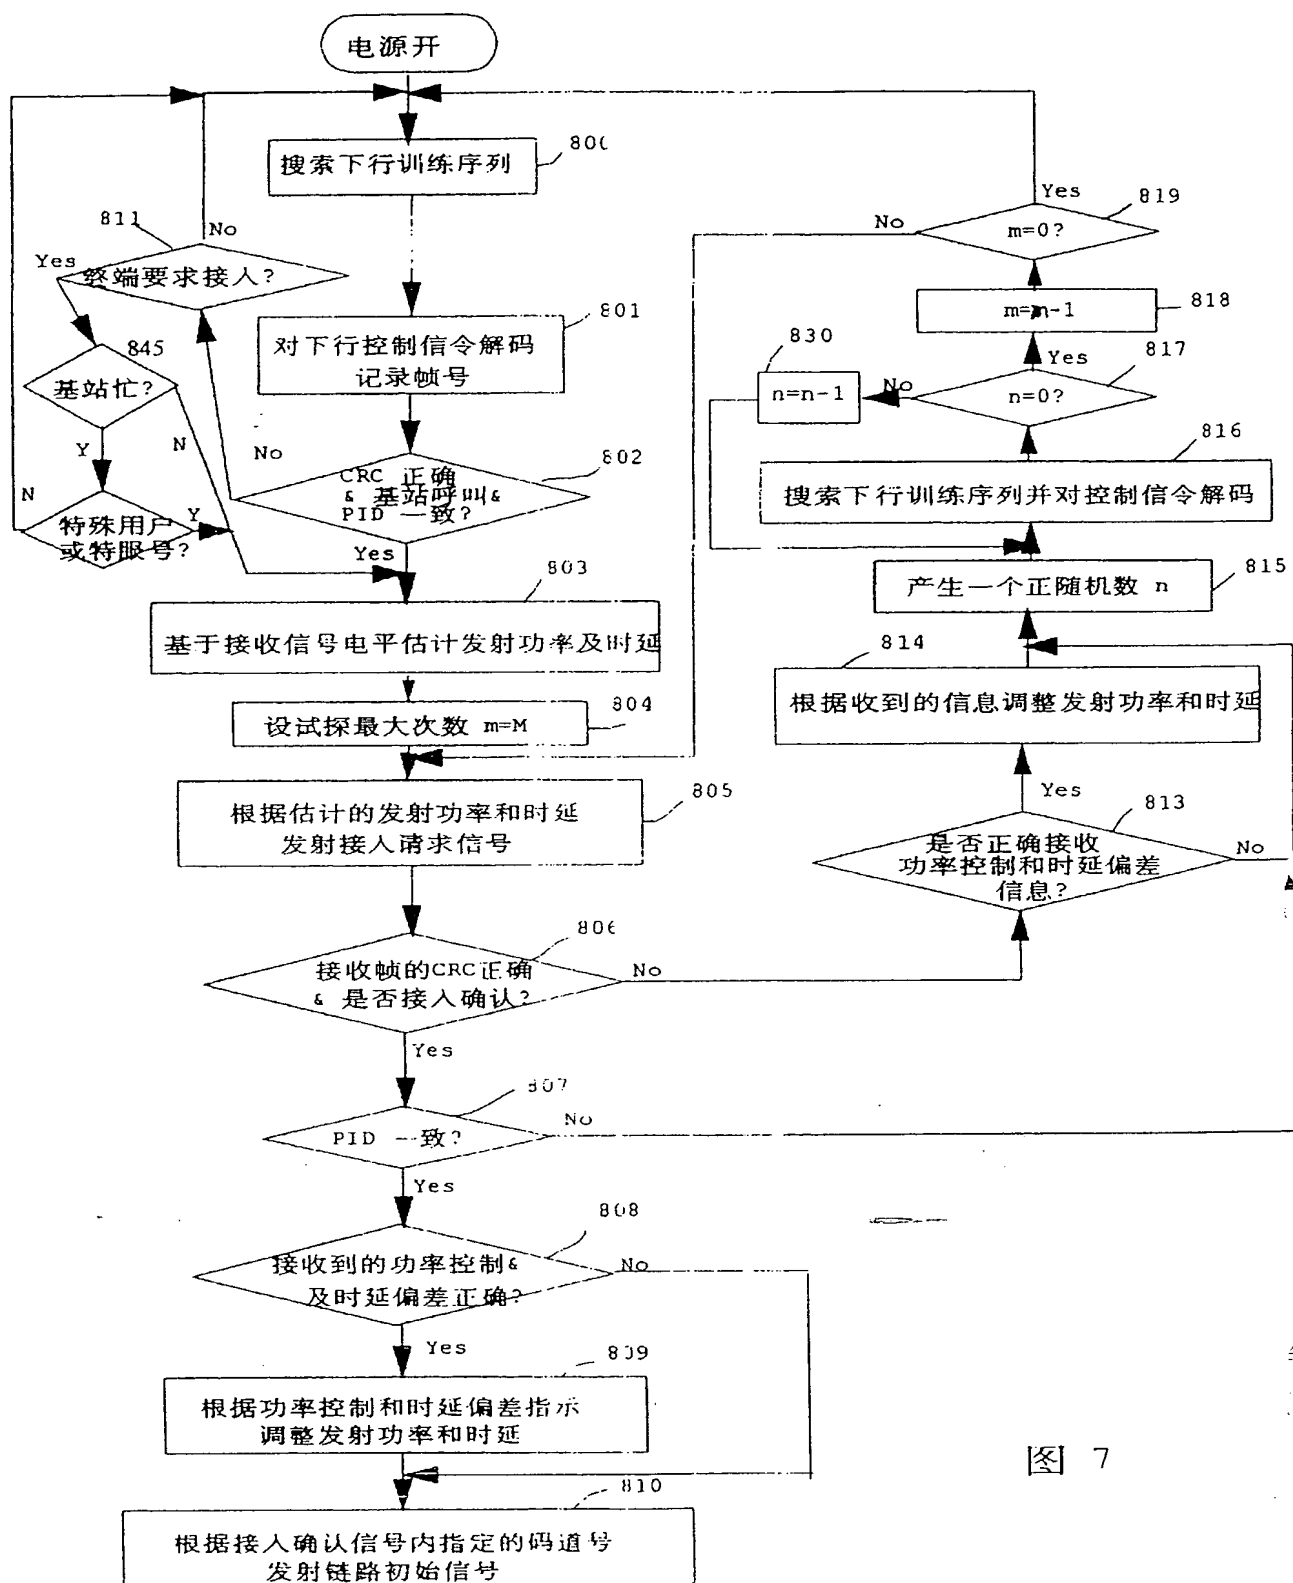 电源开
搜索下行训练序列
800
811
No
Yes
终端要求接入?
801
对下行控制信令解码
记录帧号
845
基站忙?
Y
N
No
802
CRC 正确
& 基站呼叫&
PID 一致?
N
特殊用户
或特服号?
Y
Yes
803
基于接收信号电平估计发射功率及时延
设试探最大次数 m=M
804
根据估计的发射功率和时延
发射接入请求信号
805
806
接收帧的CRC正确
& 是否接入确认?
No
Yes
807
PID 一致?
No
Yes
808
接收到的功率控制&
及时延偏差正确?
No
Yes
809
根据功率控制和时延偏差指示
调整发射功率和时延
810
根据接入确认信号内指定的码道号
发射链路初始信号
Yes
819
No
m=0?
m=m-1
818
830
Yes
817
n=n-1
No
n=0?
816
搜索下行训练序列并对控制信令解码
产生一个正随机数 n
815
814
根据收到的信息调整发射功率和时延
Yes
813
是否正确接收
功率控制和时延偏差
信息?
No
图 7